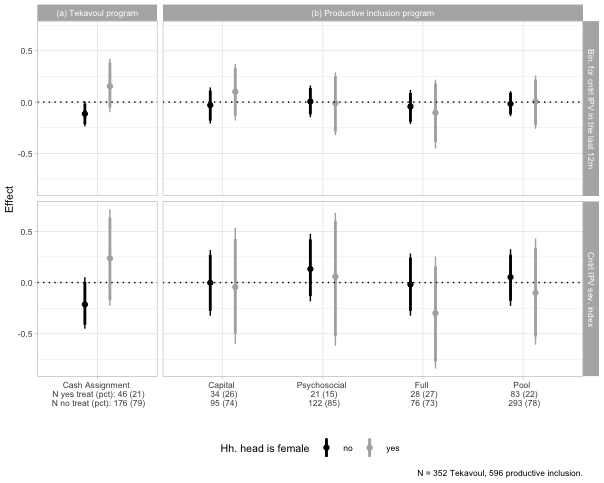 (a) Tekavoul program
(b) Productive inclusion program
Effect
0.5
0.0
-0.5
Bin. for cntrl IPV in the last 12m
0.5
0.0
-0.5
Cntrl IPV sev. index
Cash Assignment
N yes treat (pct): 46 (21)
N no treat (pct): 176 (79)
Capital
34 (26)
95 (74)
Psychosocial
21 (15)
122 (85)
Full
28 (27)
76 (73)
Pool
83 (22)
293 (78)
Hh. head is female no yes
N = 352 Tekavoul, 596 productive inclusion.